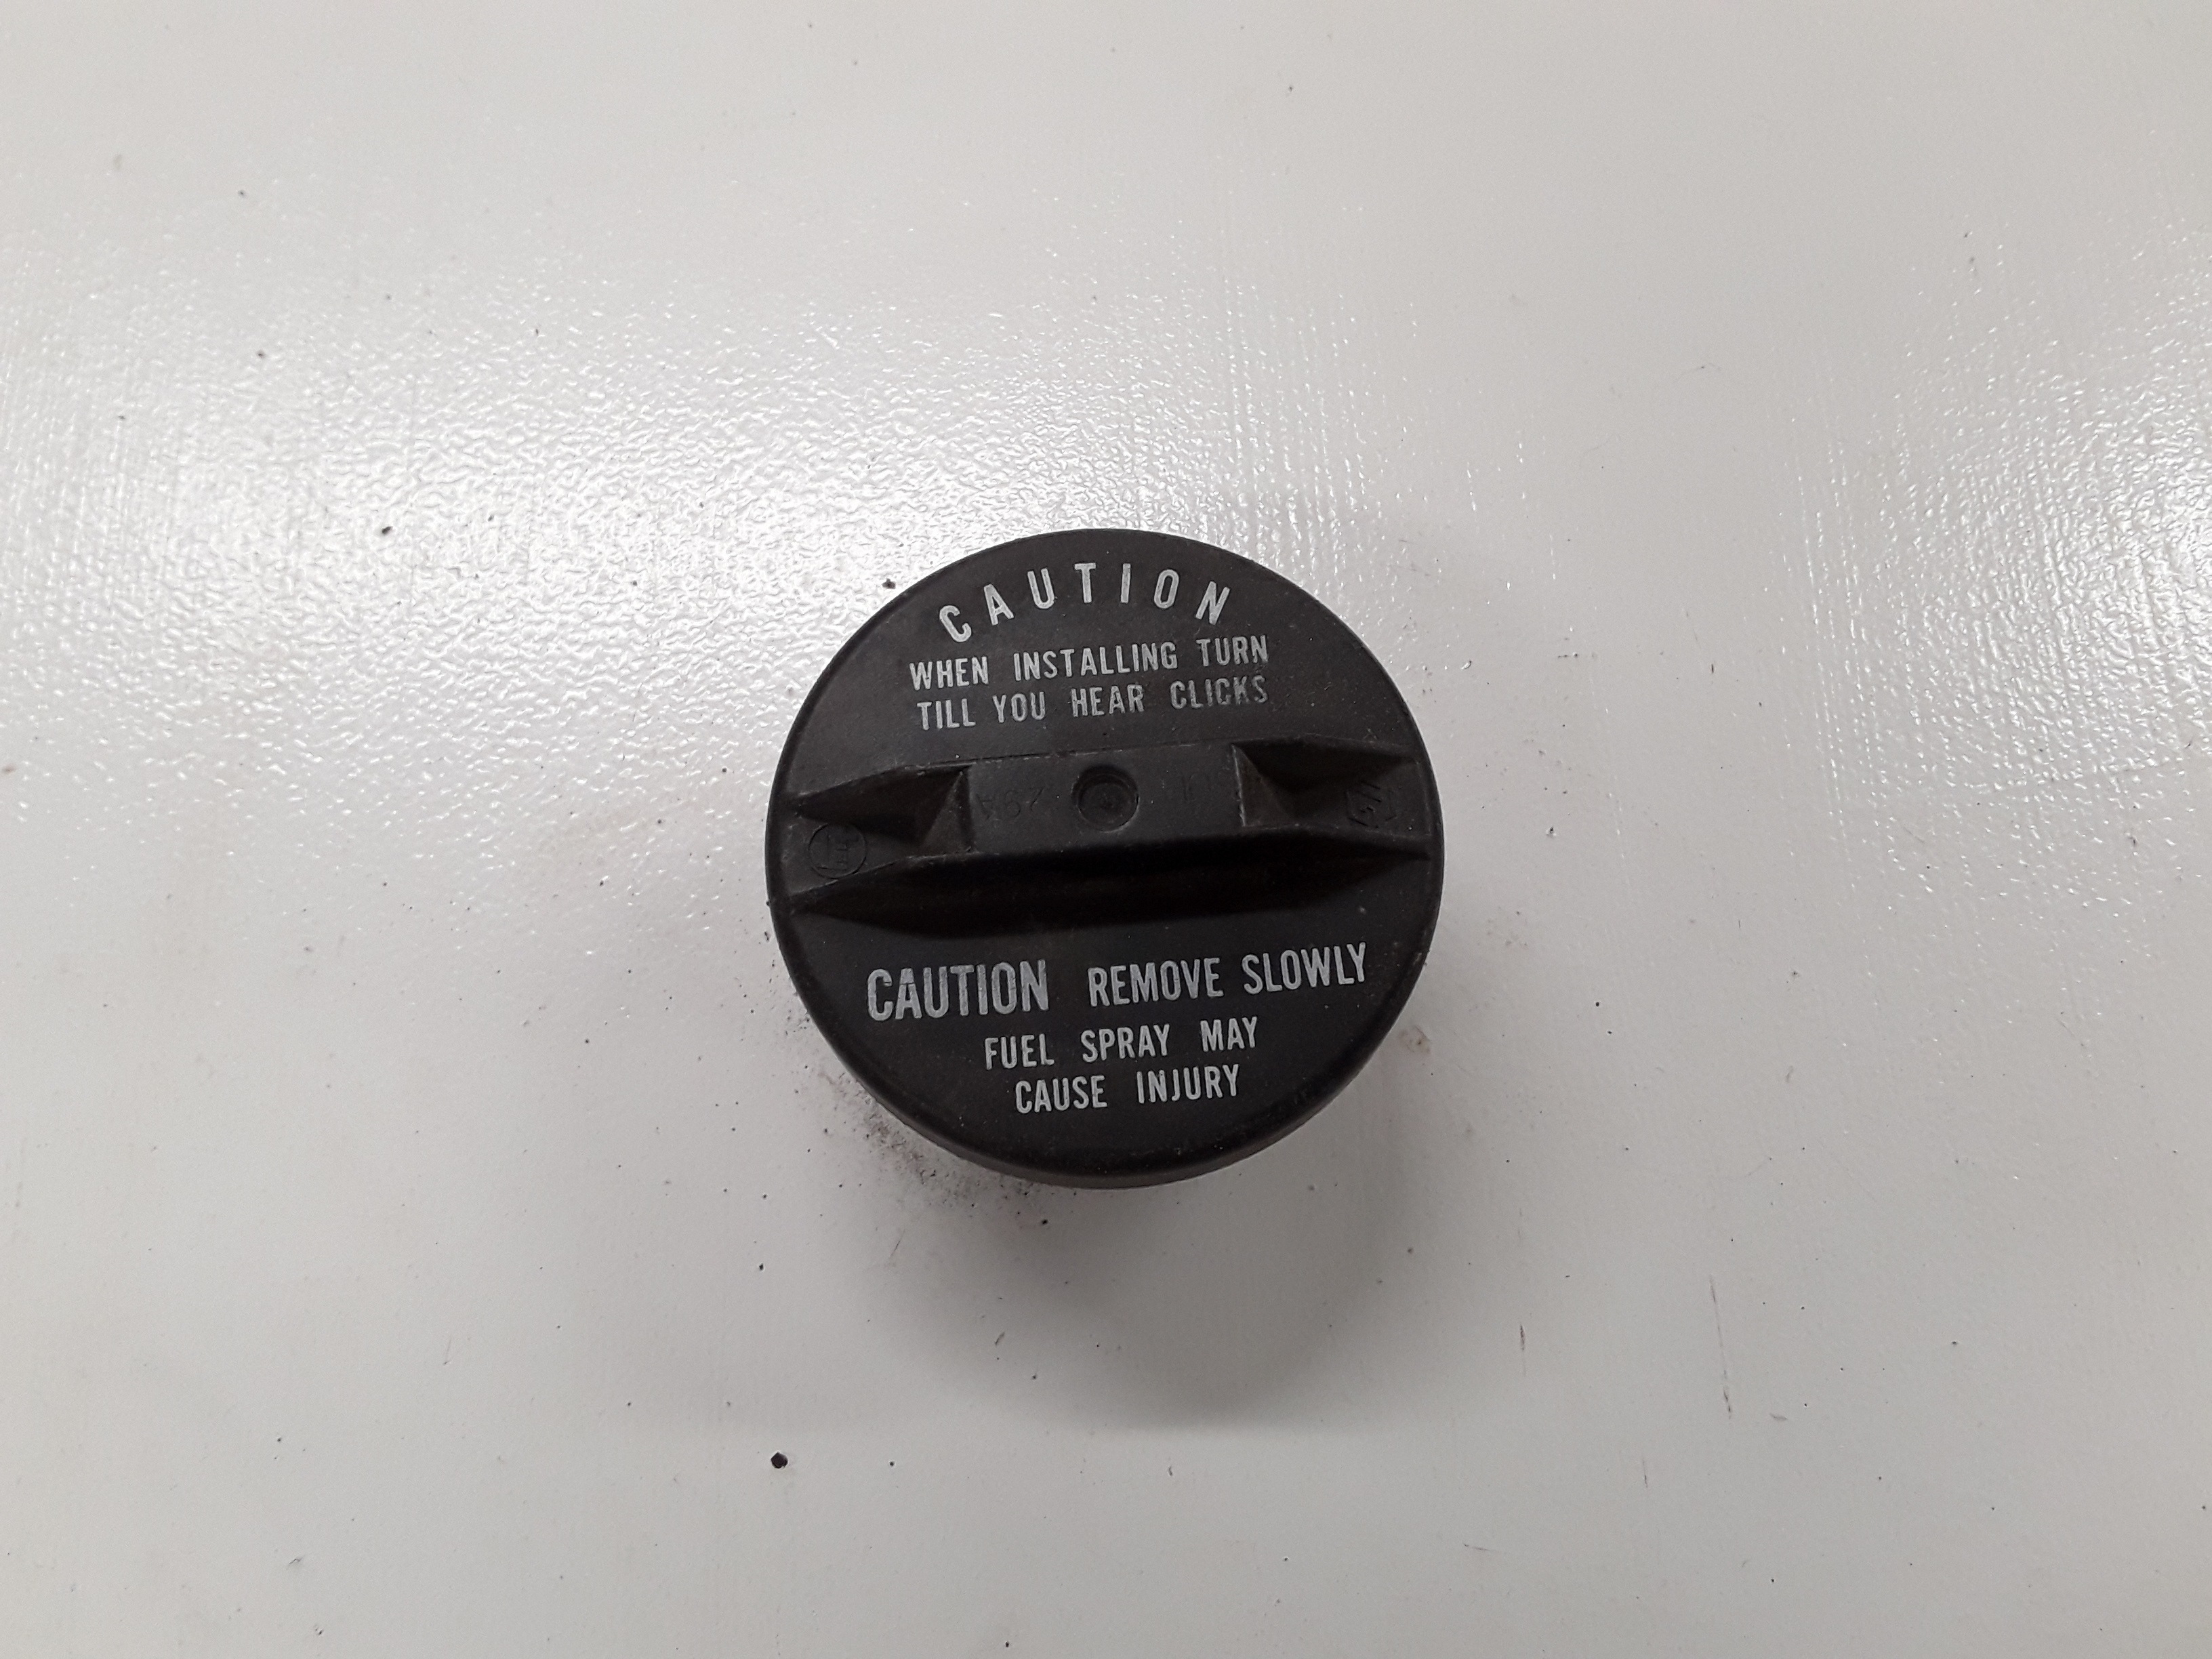 CAUTION
WHEN INSTALLING TURN
TILL YOU HEAR CLICKS
CAUTION REMOVE SLOWLY
FUEL SPRAY MAY
CAUSE INJURY